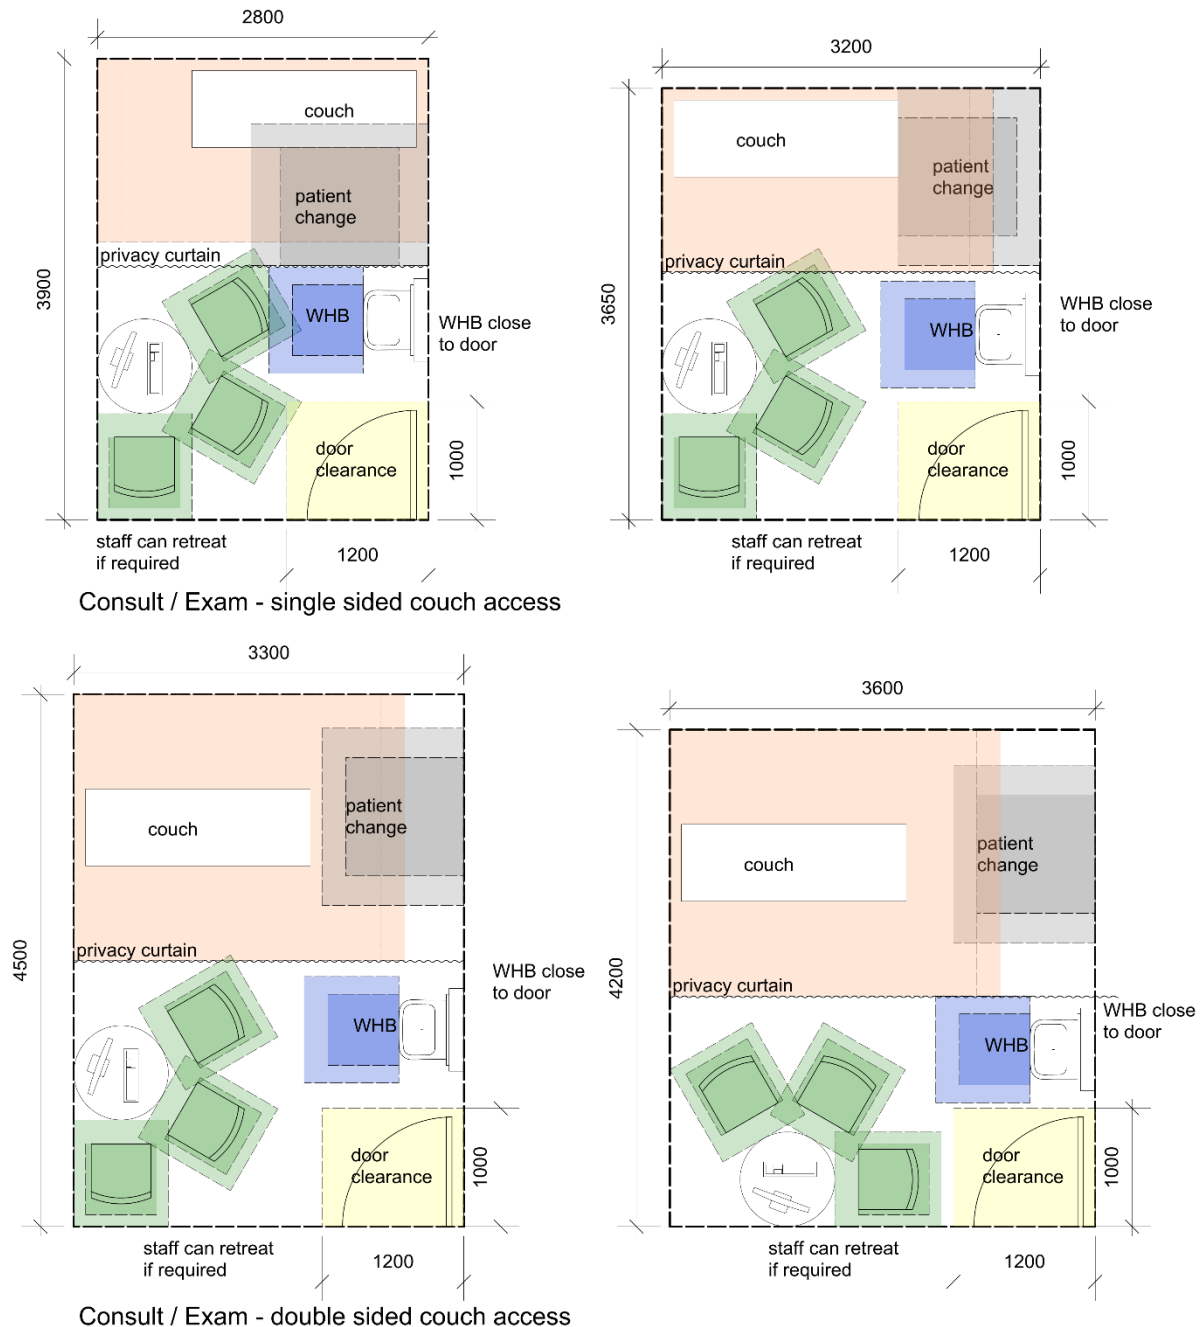 2800
couch
patient
change
privacy curtain
3900
WHB
WHB close
to door
door
clearance
1000
staff can retreat
if required
1200
3200
couch
patient
change
privacy curtain
3650
WHB
WHB close
to door
door
clearance
1000
staff can retreat
if required
1200
Consult / Exam - single sided couch access
3300
couch
patient
change
privacy curtain
4500
WHB
WHB close
to door
door
clearance
1000
staff can retreat
if required
1200
3600
couch
patient
change
privacy curtain
4200
WHB
WHB close
to door
door
clearance
1000
staff can retreat
if required
1200
Consult / Exam - double sided couch access